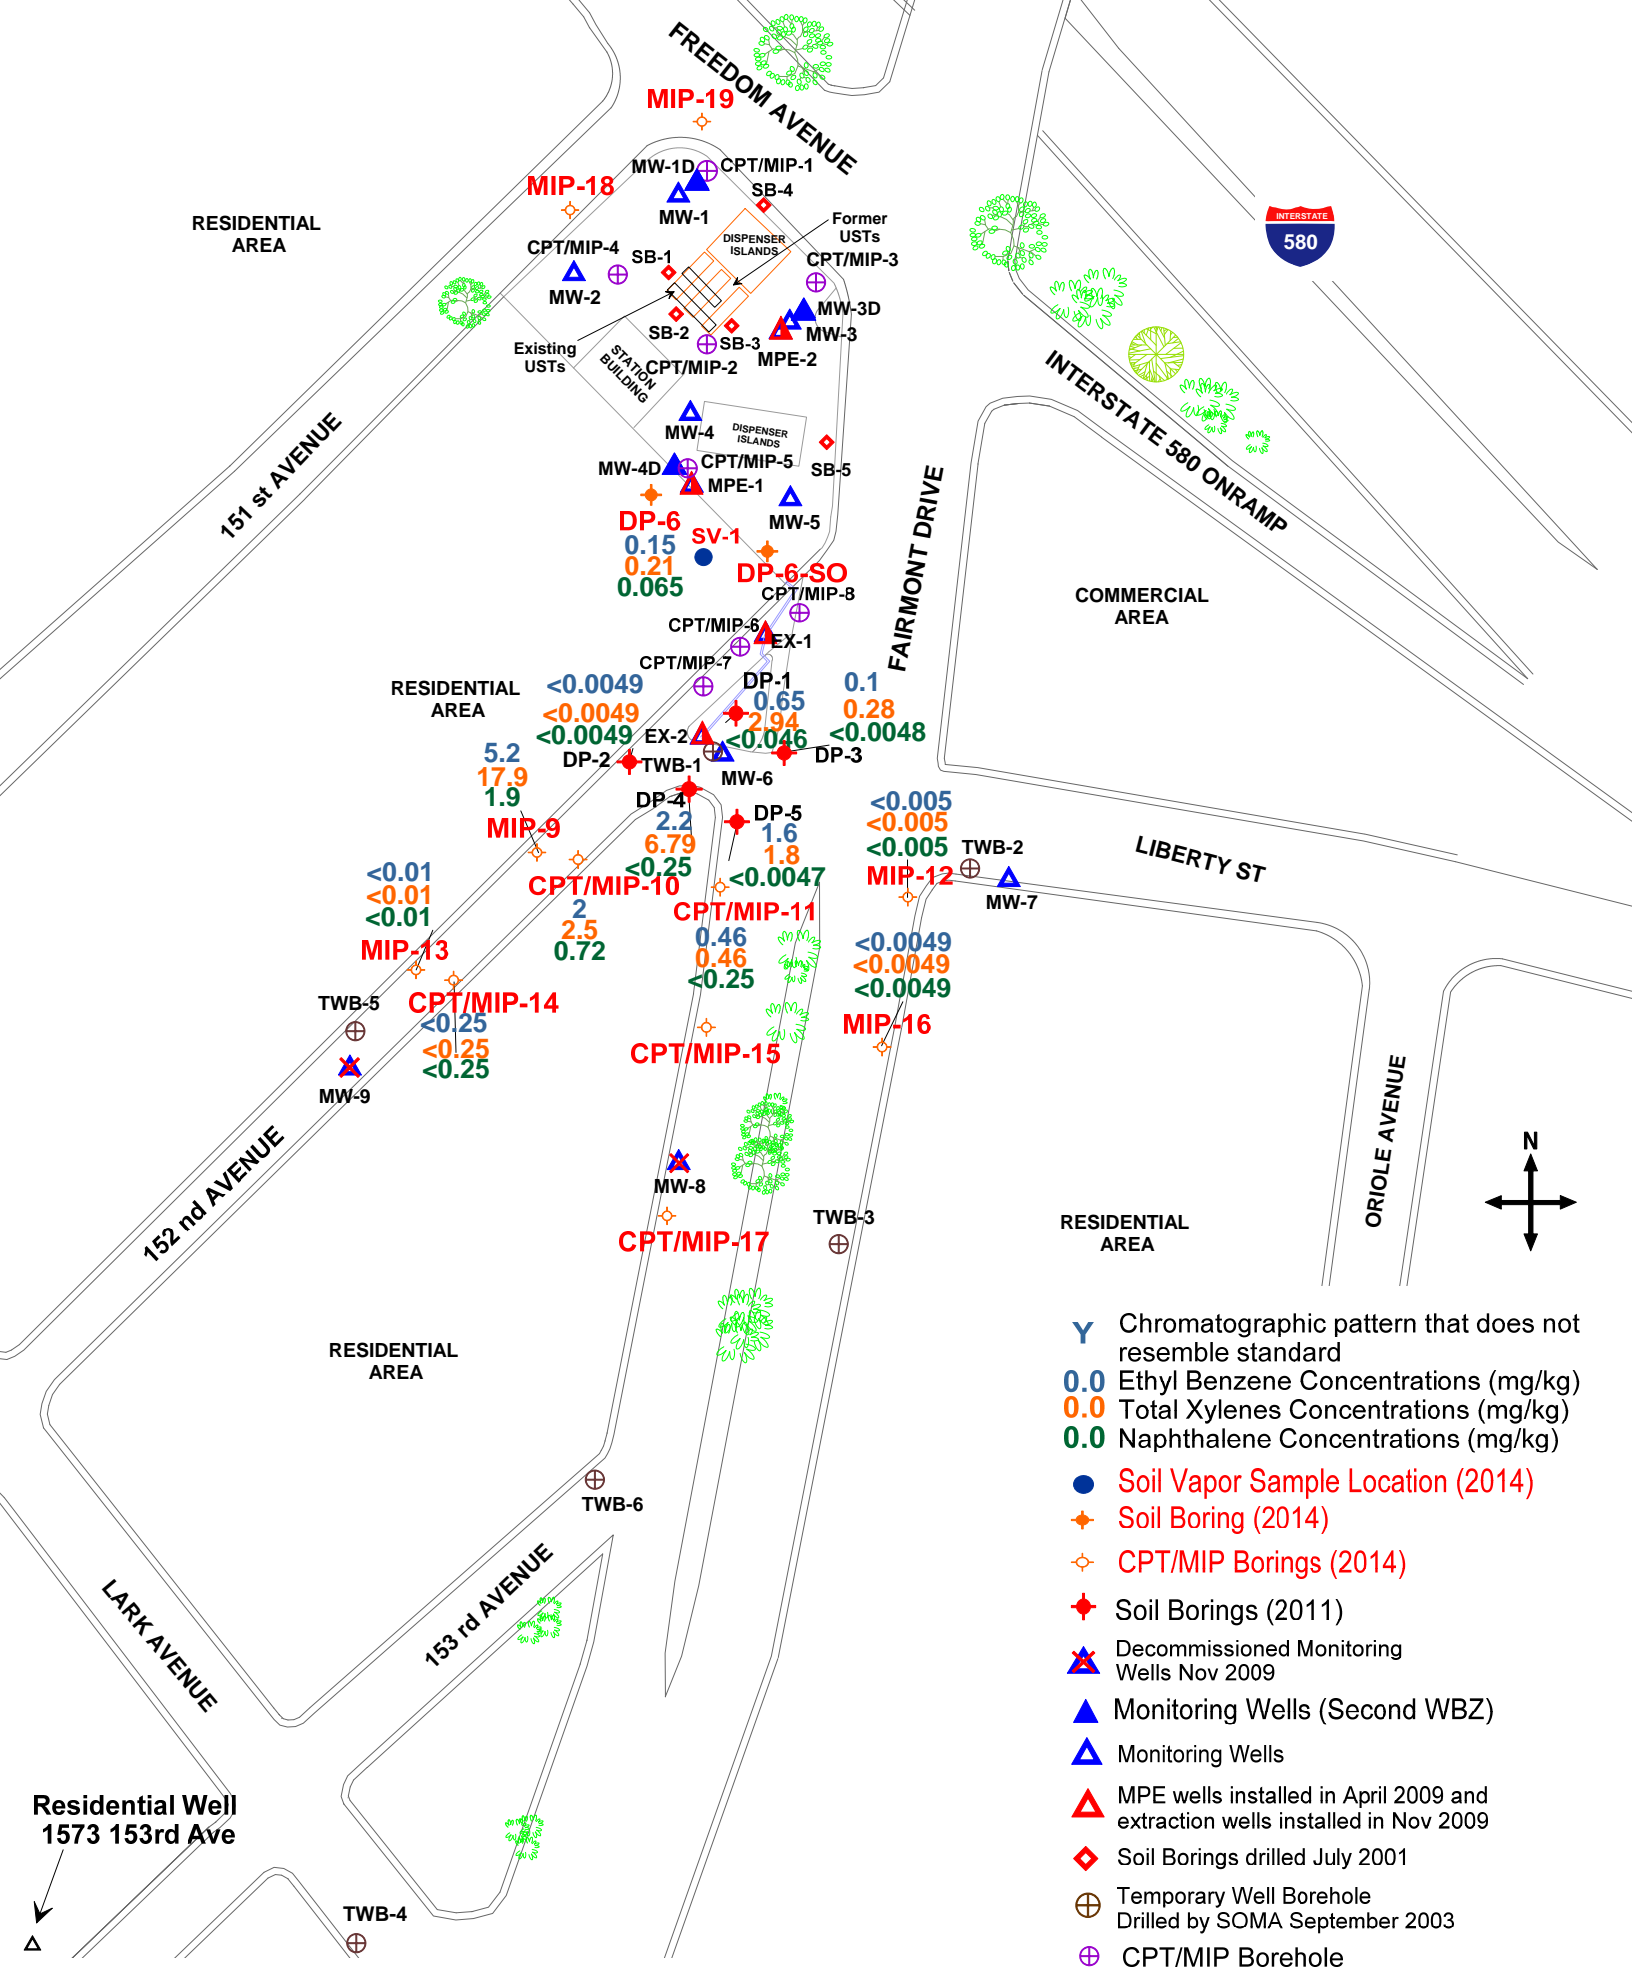 FREEDOM AVENUE
MIP-19
MW-1D
CPT/MIP-1
MIP-18
SB-4
MW-1
RESIDENTIAL
AREA
Former
USTs
INTERSTATE
580
DISPENSER
ISLANDS
CPT/MIP-4
SB-1
CPT/MIP-3
MW-2
MW-3D
SB-2
SB-3
MW-3
Existing
USTs
STATION
BUILDING
CPT/MIP-2
MPE-2
INTERSTATE 580 ONRAMP
151 st AVENUE
MW-4
DISPENSER
ISLANDS
MW-4D
CPT/MIP-5
SB-5
MPE-1
DP-6
0.15
0.21
0.065
SV-1
MW-5
FAIRMONT DRIVE
DP-6-SO
CPT/MIP-8
COMMERCIAL
AREA
CPT/MIP-6
EX-1
CPT/MIP-7
RESIDENTIAL
AREA
<0.0049
<0.0049
<0.0049
DP-1
0.65
2.94
<0.046
0.1
0.28
<0.0048
EX-2
DP-2
TWB-1
MW-6
DP-3
5.2
17.9
1.9
MIP-9
DP-4
2.2
6.79
<0.25
DP-5
1.6
1.8
<0.0047
<0.005
<0.005
<0.005
MIP-12
TWB-2
MW-7
LIBERTY ST
<0.01
<0.01
<0.01
MIP-13
CPT/MIP-10
2
2.5
0.72
CPT/MIP-11
0.46
0.46
<0.25
<0.0049
<0.0049
<0.0049
MIP-16
TWB-5
CPT/MIP-14
<0.25
<0.25
<0.25
MW-9
CPT/MIP-15
152 nd AVENUE
MW-8
CPT/MIP-17
TWB-3
RESIDENTIAL
AREA
ORIOLE AVENUE
N
RESIDENTIAL
AREA
TWB-6
153 rd AVENUE
LARK AVENUE
Residential Well
1573 153rd Ave
TWB-4
Y Chromatographic pattern that does not
resemble standard
0.0 Ethyl Benzene Concentrations (mg/kg)
0.0 Total Xylenes Concentrations (mg/kg)
0.0 Naphthalene Concentrations (mg/kg)
Soil Vapor Sample Location (2014)
Soil Boring (2014)
CPT/MIP Borings (2014)
Soil Borings (2011)
Decommissioned Monitoring
Wells Nov 2009
Monitoring Wells (Second WBZ)
Monitoring Wells
MPE wells installed in April 2009 and
extraction wells installed in Nov 2009
Soil Borings drilled July 2001
Temporary Well Borehole
Drilled by SOMA September 2003
CPT/MIP Borehole